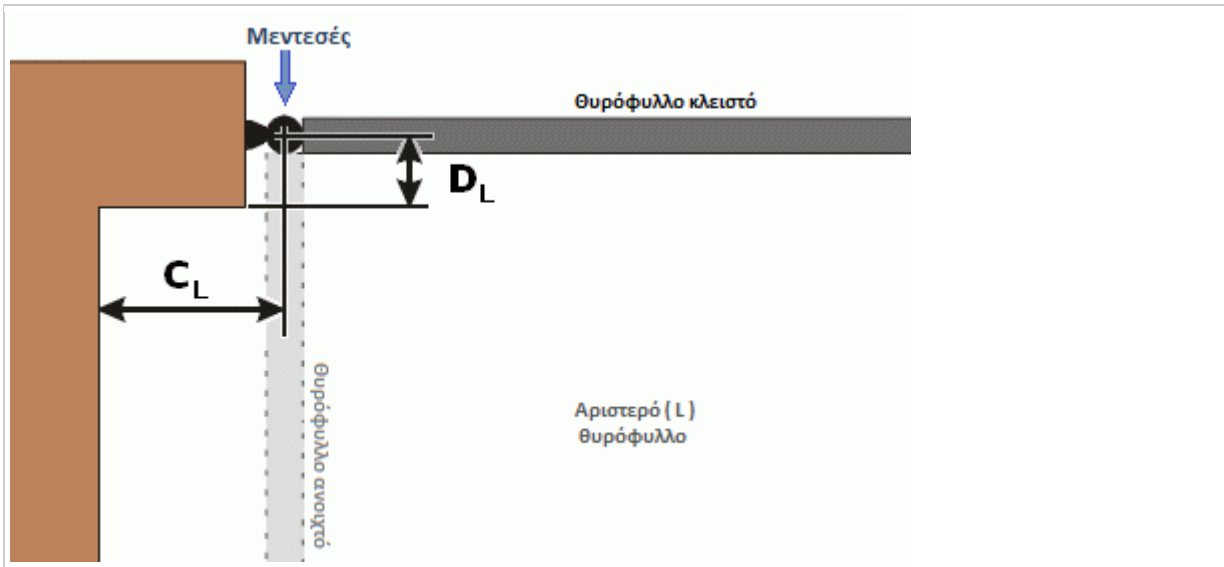 Μεντεσές
Θυρόφυλλο κλειστό
D L
C L
Θυρόφυλλο ανοιχτό
Αριστερό ( L )
θυρόφυλλο